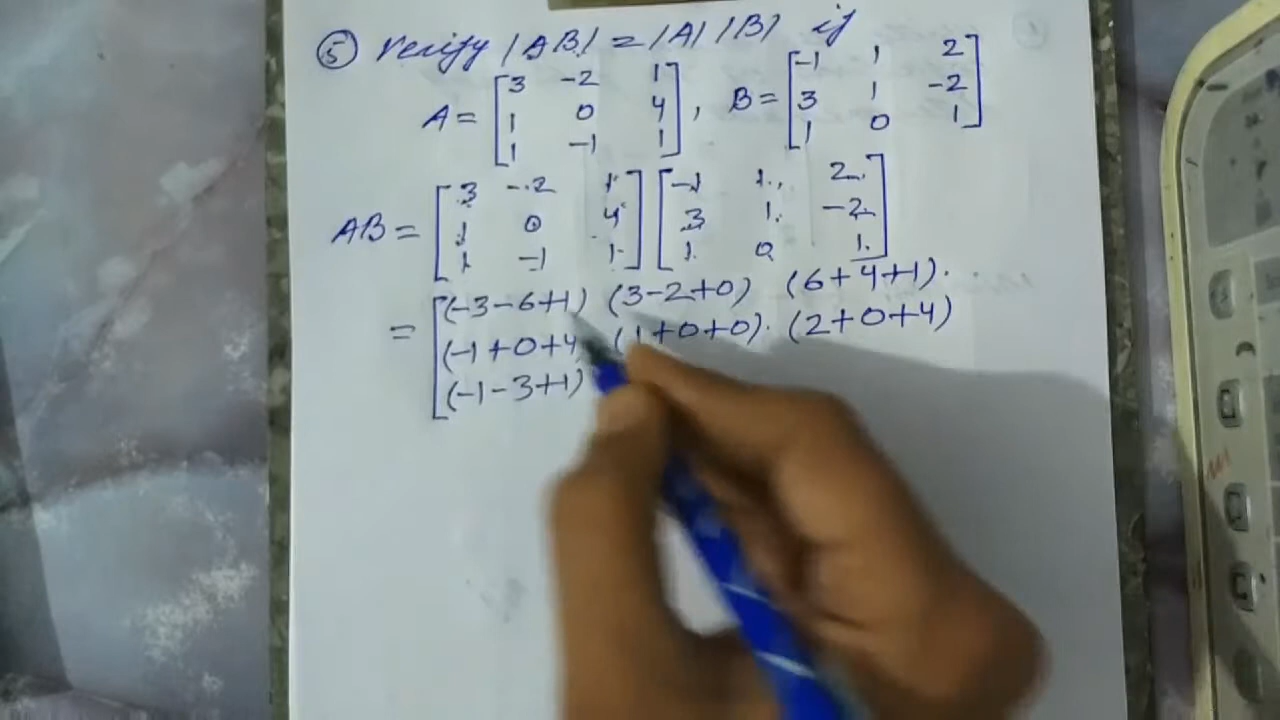 ⑤ Verify |AB| = |A| |B| if
A = [3 -2 1
1 0 4
1 -1 1], B = [-1 1 2
3 1 -2
1 0 1]
AB = [3 -2 1
1 0 4
1 -1 1] [-1 1 2
3 1 -2
1 0 1]
= [(-3-6+1) (3-2+0) (6+4+1)
(-1+0+4 (1+0+0) (2+0+4)
(-1-3+1)